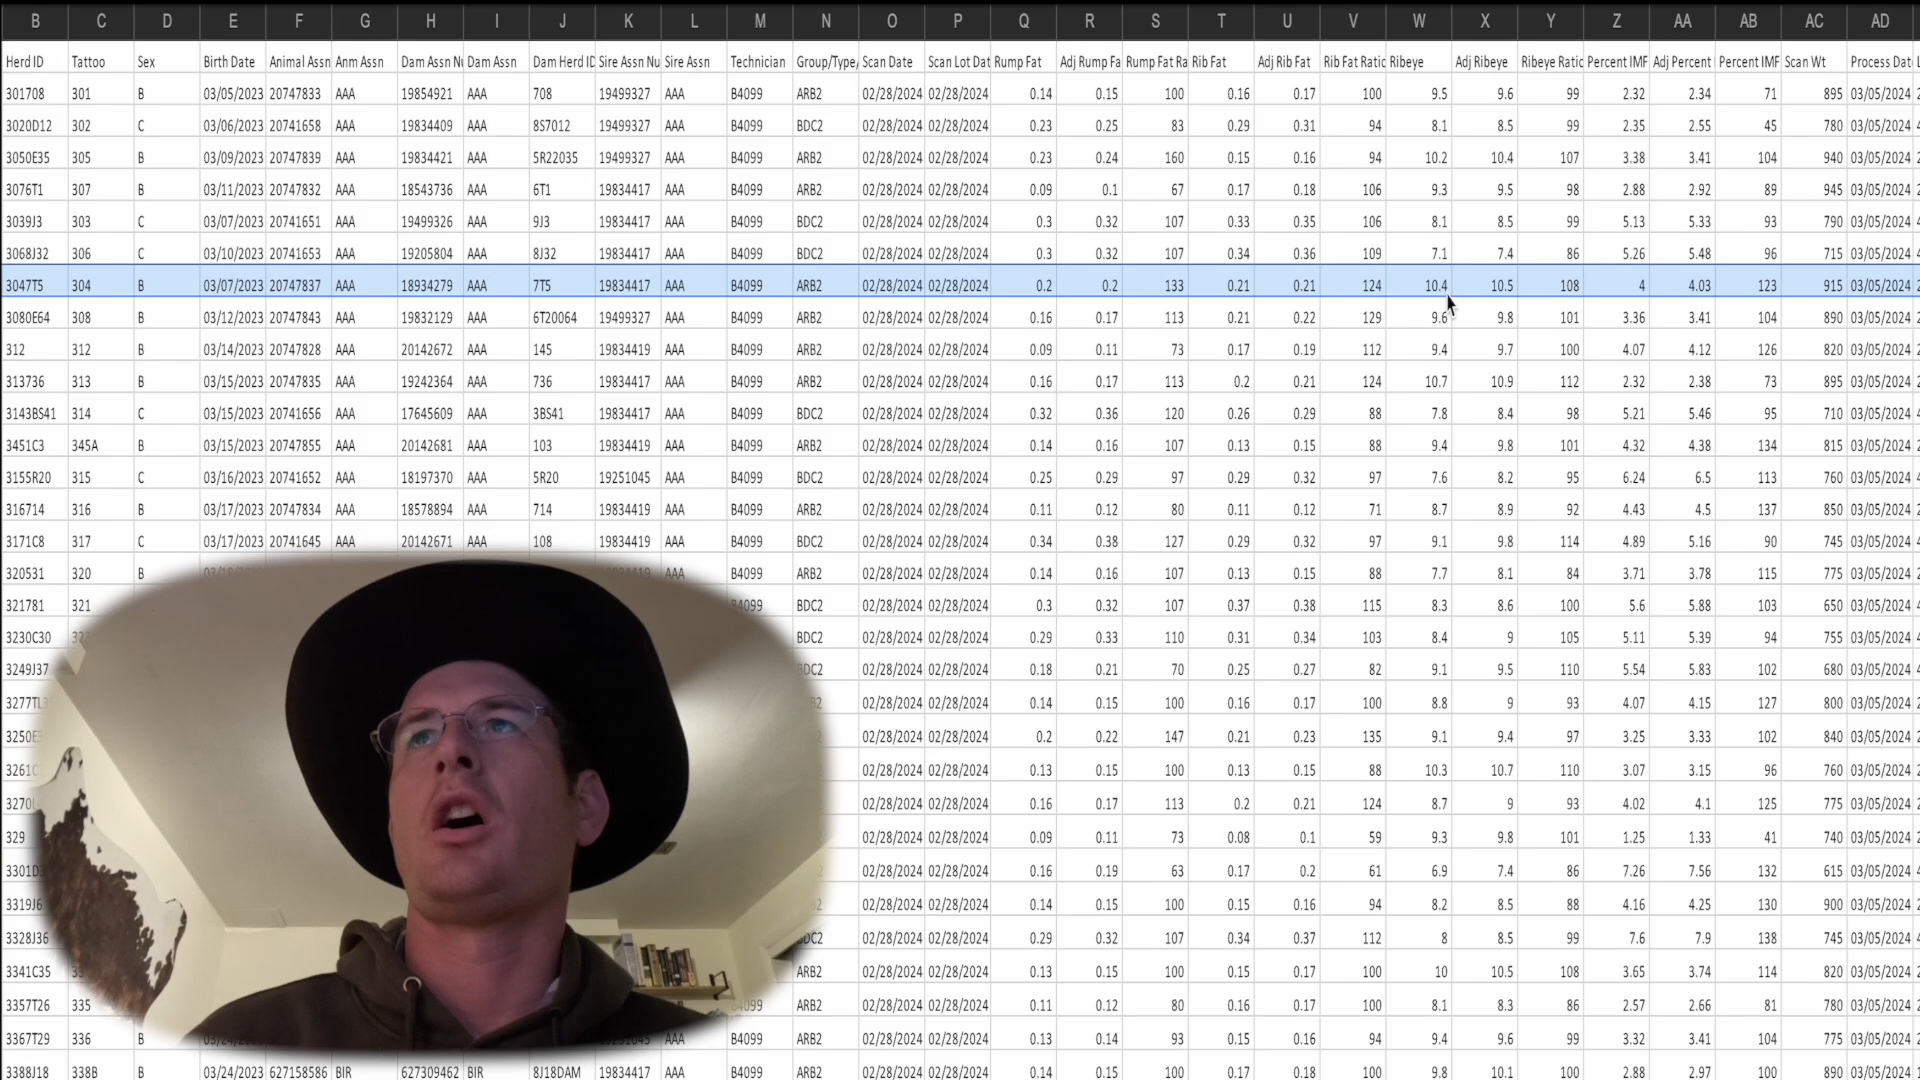 B C D E F G H I J K L M N O P Q R S T U V W X Y Z AA AB AC AD
Herd ID Tattoo Sex Birth Date Animal Assn Anm Assn Dam Assn Nu Dam Assn Dam Herd ID Sire Assn Nu Sire Assn Technician Group/Type/ Scan Date Scan Lot Dat Rump Fat Adj Rump Fa Rump Fat Ra Rib Fat Adj Rib Fat Rib Fat Ratic Ribeye Adj Ribeye Ribeye Ratic Percent IMF Adj Percent Percent IMF Scan Wt Process Dat
301708 301 B 03/05/2023 20747833 AAA 19854921 AAA 708 19499327 AAA B4099 ARB2 02/28/2024 02/28/2024 0.14 0.15 100 0.16 0.17 100 9.5 9.6 99 2.32 2.34 71 895 03/05/2024
3020D12 302 C 03/06/2023 20741658 AAA 19834409 AAA 8S7012 19499327 AAA B4099 BDC2 02/28/2024 02/28/2024 0.23 0.25 83 0.29 0.31 94 8.1 8.5 99 2.35 2.55 45 780 03/05/2024
3050E35 305 B 03/09/2023 20747839 AAA 19834421 AAA 5R22035 19499327 AAA B4099 ARB2 02/28/2024 02/28/2024 0.23 0.24 160 0.15 0.16 94 10.2 10.4 107 3.38 3.41 104 940 03/05/2024
3076T1 307 B 03/11/2023 20747832 AAA 18543736 AAA 6T1 19834417 AAA B4099 ARB2 02/28/2024 02/28/2024 0.09 0.1 67 0.17 0.18 106 9.3 9.5 98 2.88 2.92 89 945 03/05/2024
3039J3 303 C 03/07/2023 20741651 AAA 19499326 AAA 9J3 19834417 AAA B4099 BDC2 02/28/2024 02/28/2024 0.3 0.32 107 0.33 0.35 106 8.1 8.5 99 5.13 5.33 93 790 03/05/2024
3068J32 306 C 03/10/2023 20741653 AAA 19205804 AAA 8J32 19834417 AAA B4099 BDC2 02/28/2024 02/28/2024 0.3 0.32 107 0.34 0.36 109 7.1 7.4 86 5.26 5.48 96 715 03/05/2024
3047T5 304 B 03/07/2023 20747837 AAA 18934279 AAA 7T5 19834417 AAA B4099 ARB2 02/28/2024 02/28/2024 0.2 0.2 133 0.21 0.21 124 10.4 10.5 108 4 4.03 123 915 03/05/2024
3080E64 308 B 03/12/2023 20747843 AAA 19832129 AAA 6T20064 19499327 AAA B4099 ARB2 02/28/2024 02/28/2024 0.16 0.17 113 0.21 0.22 129 9.6 9.8 101 3.36 3.41 104 890 03/05/2024
312 312 B 03/14/2023 20747828 AAA 20142672 AAA 145 19834419 AAA B4099 ARB2 02/28/2024 02/28/2024 0.09 0.11 73 0.17 0.19 112 9.4 9.7 100 4.07 4.12 126 820 03/05/2024
313736 313 B 03/15/2023 20747835 AAA 19242364 AAA 736 19834417 AAA B4099 ARB2 02/28/2024 02/28/2024 0.16 0.17 113 0.2 0.21 124 10.7 10.9 112 2.32 2.38 73 895 03/05/2024
3143BS41 314 C 03/15/2023 20741656 AAA 17645609 AAA 3BS41 19834417 AAA B4099 BDC2 02/28/2024 02/28/2024 0.32 0.36 120 0.26 0.29 88 7.8 8.4 98 5.21 5.46 95 710 03/05/2024
3451C3 345A B 03/15/2023 20747855 AAA 20142681 AAA 103 19834419 AAA B4099 ARB2 02/28/2024 02/28/2024 0.14 0.16 107 0.13 0.15 88 9.4 9.8 101 4.32 4.38 134 815 03/05/2024
3155R20 315 C 03/16/2023 20741652 AAA 18197370 AAA 5R20 19251045 AAA B4099 BDC2 02/28/2024 02/28/2024 0.25 0.29 97 0.29 0.32 97 7.6 8.2 95 6.24 6.5 113 760 03/05/2024
316714 316 B 03/17/2023 20747834 AAA 18578894 AAA 714 19834419 AAA B4099 ARB2 02/28/2024 02/28/2024 0.11 0.12 80 0.11 0.12 71 8.7 8.9 92 4.43 4.5 137 850 03/05/2024
3171C8 317 C 03/17/2023 20741645 AAA 20142671 AAA 108 19834419 AAA B4099 BDC2 02/28/2024 02/28/2024 0.34 0.38 127 0.29 0.32 97 9.1 9.8 114 4.89 5.16 90 745 03/05/2024
320531 320 B AAA B4099 ARB2 02/28/2024 02/28/2024 0.14 0.16 107 0.13 0.15 88 7.7 8.1 84 3.71 3.78 115 775 03/05/2024
321781 321 B4099 BDC2 02/28/2024 02/28/2024 0.3 0.32 107 0.37 0.38 115 8.3 8.6 100 5.6 5.88 103 650 03/05/2024
3230C30 BDC2 02/28/2024 02/28/2024 0.29 0.33 110 0.31 0.34 103 8.4 9 105 5.11 5.39 94 755 03/05/2024
3249J37 BDC2 02/28/2024 02/28/2024 0.18 0.21 70 0.25 0.27 82 9.1 9.5 110 5.54 5.83 102 680 03/05/2024
3277TL 02/28/2024 02/28/2024 0.14 0.15 100 0.16 0.17 100 8.8 9 93 4.07 4.15 127 800 03/05/2024
3250E 02/28/2024 02/28/2024 0.2 0.22 147 0.21 0.23 135 9.1 9.4 97 3.25 3.33 102 840 03/05/2024
3261C 02/28/2024 02/28/2024 0.13 0.15 100 0.13 0.15 88 10.3 10.7 110 3.07 3.15 96 760 03/05/2024
3270 02/28/2024 02/28/2024 0.16 0.17 113 0.2 0.21 124 8.7 9 93 4.02 4.1 125 775 03/05/2024
329 02/28/2024 02/28/2024 0.09 0.11 73 0.08 0.1 59 9.3 9.8 101 1.25 1.33 41 740 03/05/2024
3301D 02/28/2024 02/28/2024 0.16 0.19 63 0.17 0.2 61 6.9 7.4 86 7.26 7.56 132 615 03/05/2024
3319J6 02/28/2024 02/28/2024 0.14 0.15 100 0.15 0.16 94 8.2 8.5 88 4.16 4.25 130 900 03/05/2024
3328J36 BDC2 02/28/2024 02/28/2024 0.29 0.32 107 0.34 0.37 112 8 8.5 99 7.6 7.9 138 745 03/05/2024
3341C35 ARB2 02/28/2024 02/28/2024 0.13 0.15 100 0.15 0.17 100 10 10.5 108 3.65 3.74 114 820 03/05/2024
3357T26 335 B4099 ARB2 02/28/2024 02/28/2024 0.11 0.12 80 0.16 0.17 100 8.1 8.3 86 2.57 2.66 81 780 03/05/2024
3367T29 336 B AAA B4099 ARB2 02/28/2024 02/28/2024 0.13 0.14 93 0.15 0.16 94 9.4 9.6 99 3.32 3.41 104 775 03/05/2024
3388J18 338B B 03/24/2023 627158586 BIR 627309462 BIR 8J18DAM 19834417 AAA B4099 ARB2 02/28/2024 02/28/2024 0.14 0.15 100 0.17 0.18 100 9.8 10.1 100 2.88 2.97 100 890 03/05/2024